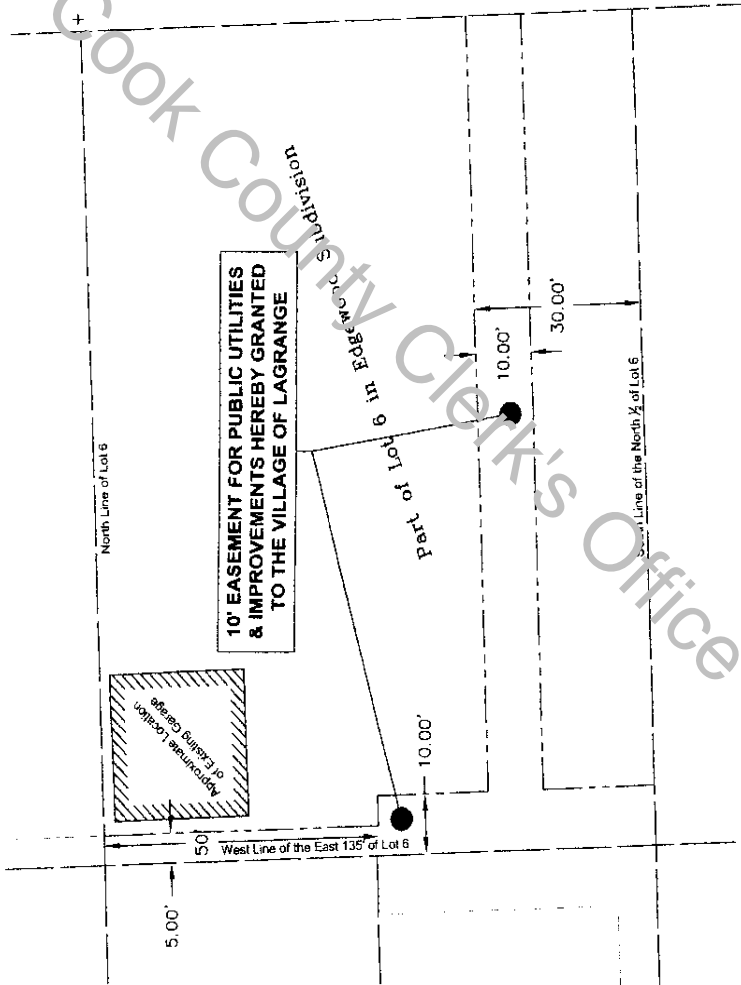 Cook County Clerk's Office
North Line of Lot 6
10' EASEMENT FOR PUBLIC UTILITIES
& IMPROVEMENTS HEREBY GRANTED
TO THE VILLAGE OF LAGRANGE
Part of Lot 6 in Edgewood Subdivision
Approximate Location
of Existing Garage
10.00'
30.00'
50'
West Line of the East 135' of Lot 6
10.00'
5.00'
South Line of the North ½ of Lot 6